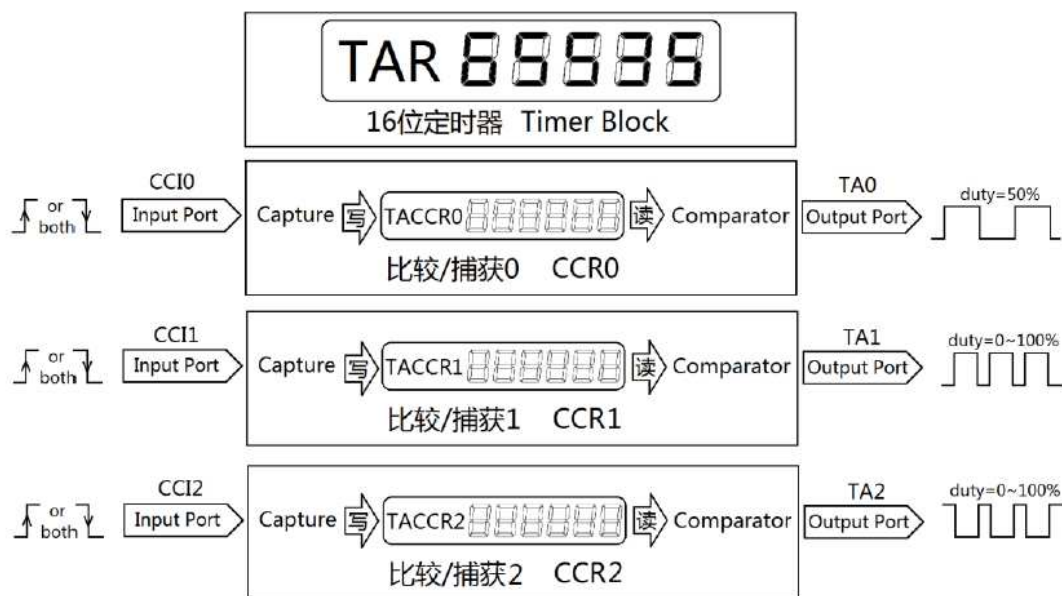 TAR 65535
16位定时器 Timer Block
CCI0
or
both
Input Port
Capture 写 TACCR0 读 Comparator
TA0
Output Port
duty=50%
比较/捕获0 CCR0
CCI1
or
both
Input Port
Capture 写 TACCR1 读 Comparator
TA1
Output Port
duty=0~100%
比较/捕获1 CCR1
CCI2
or
both
Input Port
Capture 写 TACCR2 读 Comparator
TA2
Output Port
duty=0~100%
比较/捕获2 CCR2